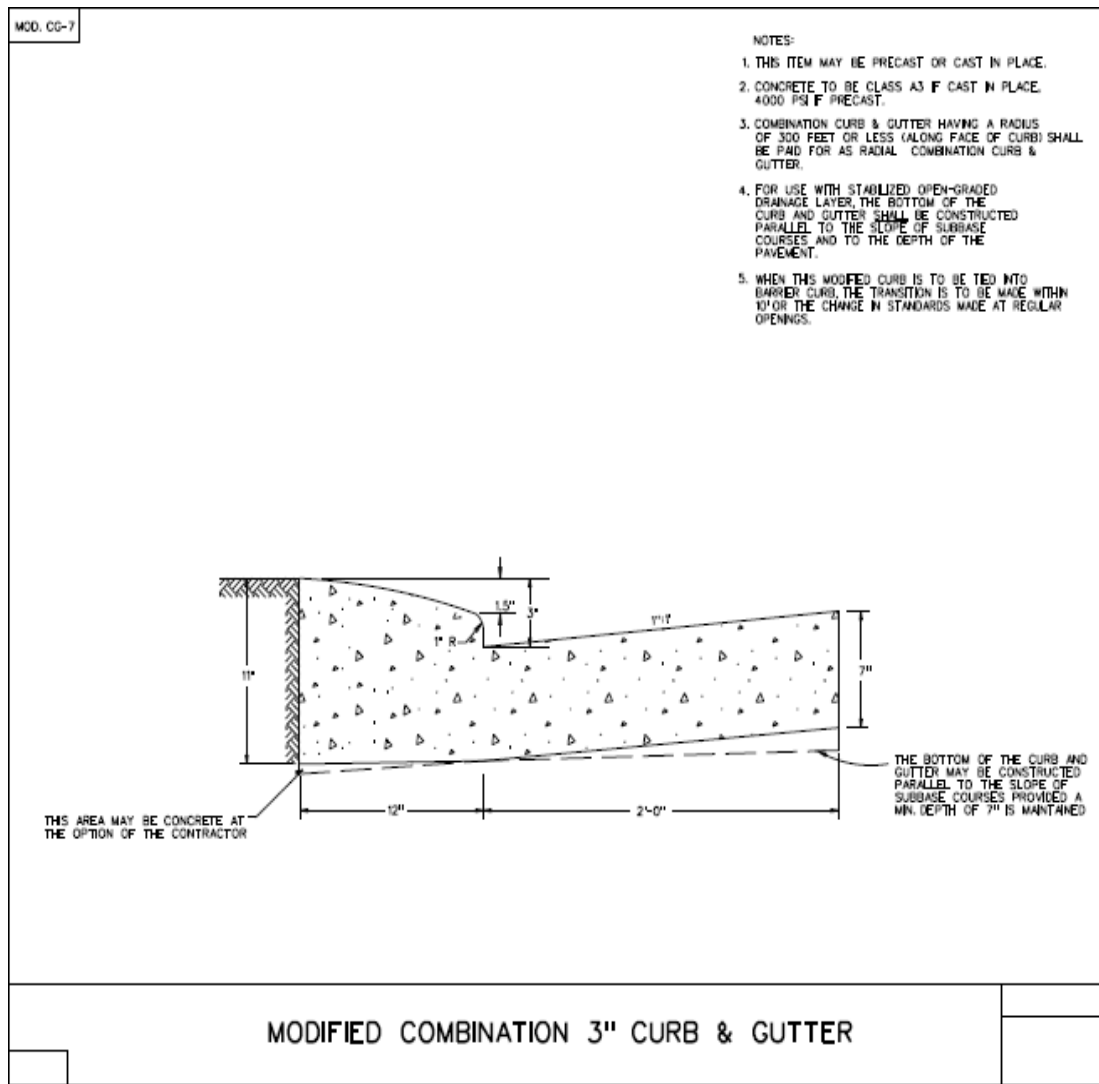 MOD. CG-7
NOTES:
1. THIS ITEM MAY BE PRECAST OR CAST IN PLACE.
2. CONCRETE TO BE CLASS A3 IF CAST IN PLACE,
4000 PSI IF PRECAST.
3. COMBINATION CURB & GUTTER HAVING A RADIUS
OF 300 FEET OR LESS (ALONG FACE OF CURB) SHALL
BE PAID FOR AS RADIAL COMBINATION CURB &
GUTTER.
4. FOR USE WITH STABILIZED OPEN-GRADED
DRAINAGE LAYER, THE BOTTOM OF THE
CURB AND GUTTER SHALL BE CONSTRUCTED
PARALLEL TO THE SLOPE OF SUBBASE
COURSES AND TO THE DEPTH OF THE
PAVEMENT.
5. WHEN THIS MODIFIED CURB IS TO BE TIED INTO
BARRIER CURB, THE TRANSITION IS TO BE MADE WITHIN
10' OR THE CHANGE IN STANDARDS MADE AT REGULAR
OPENINGS.
1.5"
3"
1" R
11"
7"
12"
2'-0"
THE BOTTOM OF THE CURB AND
GUTTER MAY BE CONSTRUCTED
PARALLEL TO THE SLOPE OF
SUBBASE COURSES PROVIDED A
MIN. DEPTH OF 7" IS MAINTAINED
THIS AREA MAY BE CONCRETE AT
THE OPTION OF THE CONTRACTOR
MODIFIED COMBINATION 3" CURB & GUTTER